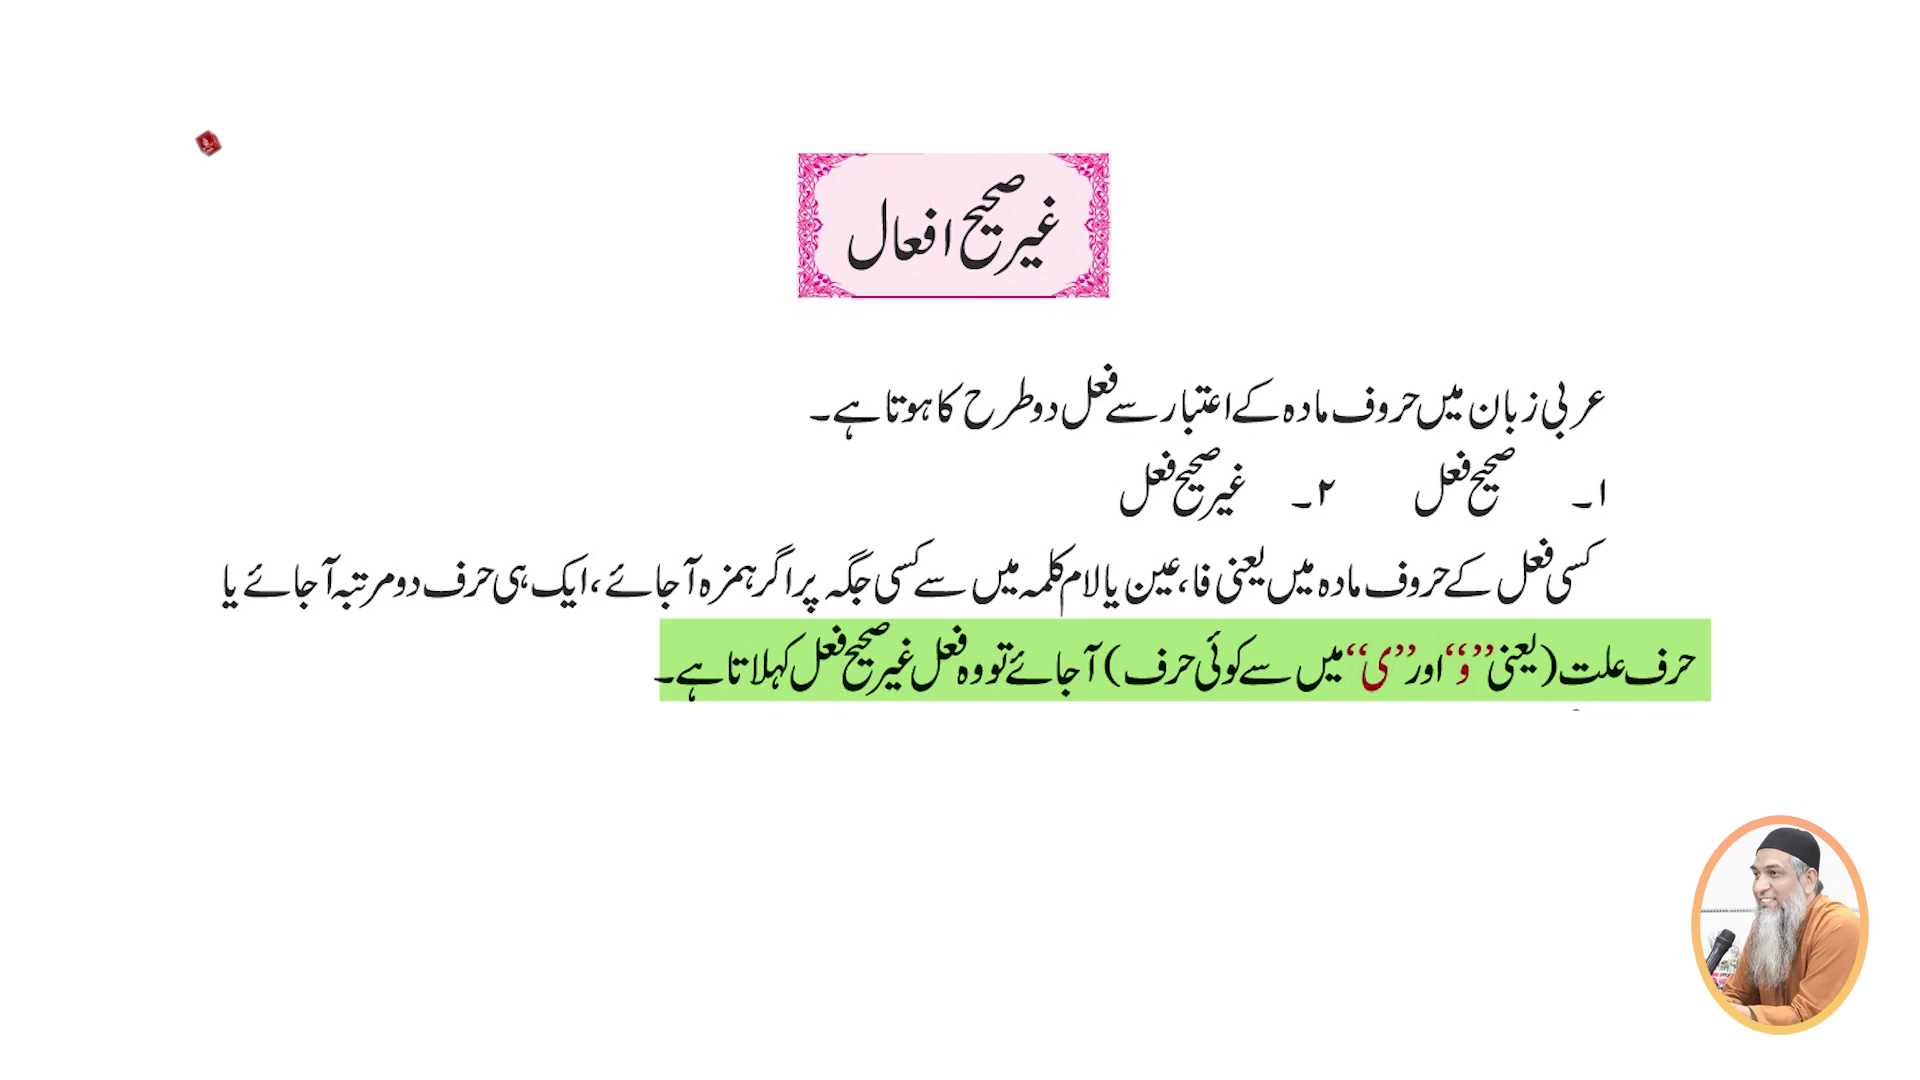 غیر صحیح افعال
عربی زبان میں حروف مادہ کے اعتبار سے فعل دو طرح کا ہوتا ہے۔
۱۔ صحیح فعل ۲۔ غیر صحیح فعل
کسی فعل کے حروف مادہ میں یعنی فا، عین یا لام کلمہ میں سے کسی جگہ پر اگر ہمزہ آجائے، ایک ہی حرف دو مرتبہ آجائے یا
حرف علت (یعنی ”و“ اور ”ی“ میں سے کوئی حرف) آجائے تو وہ فعل غیر صحیح فعل کہلاتا ہے۔